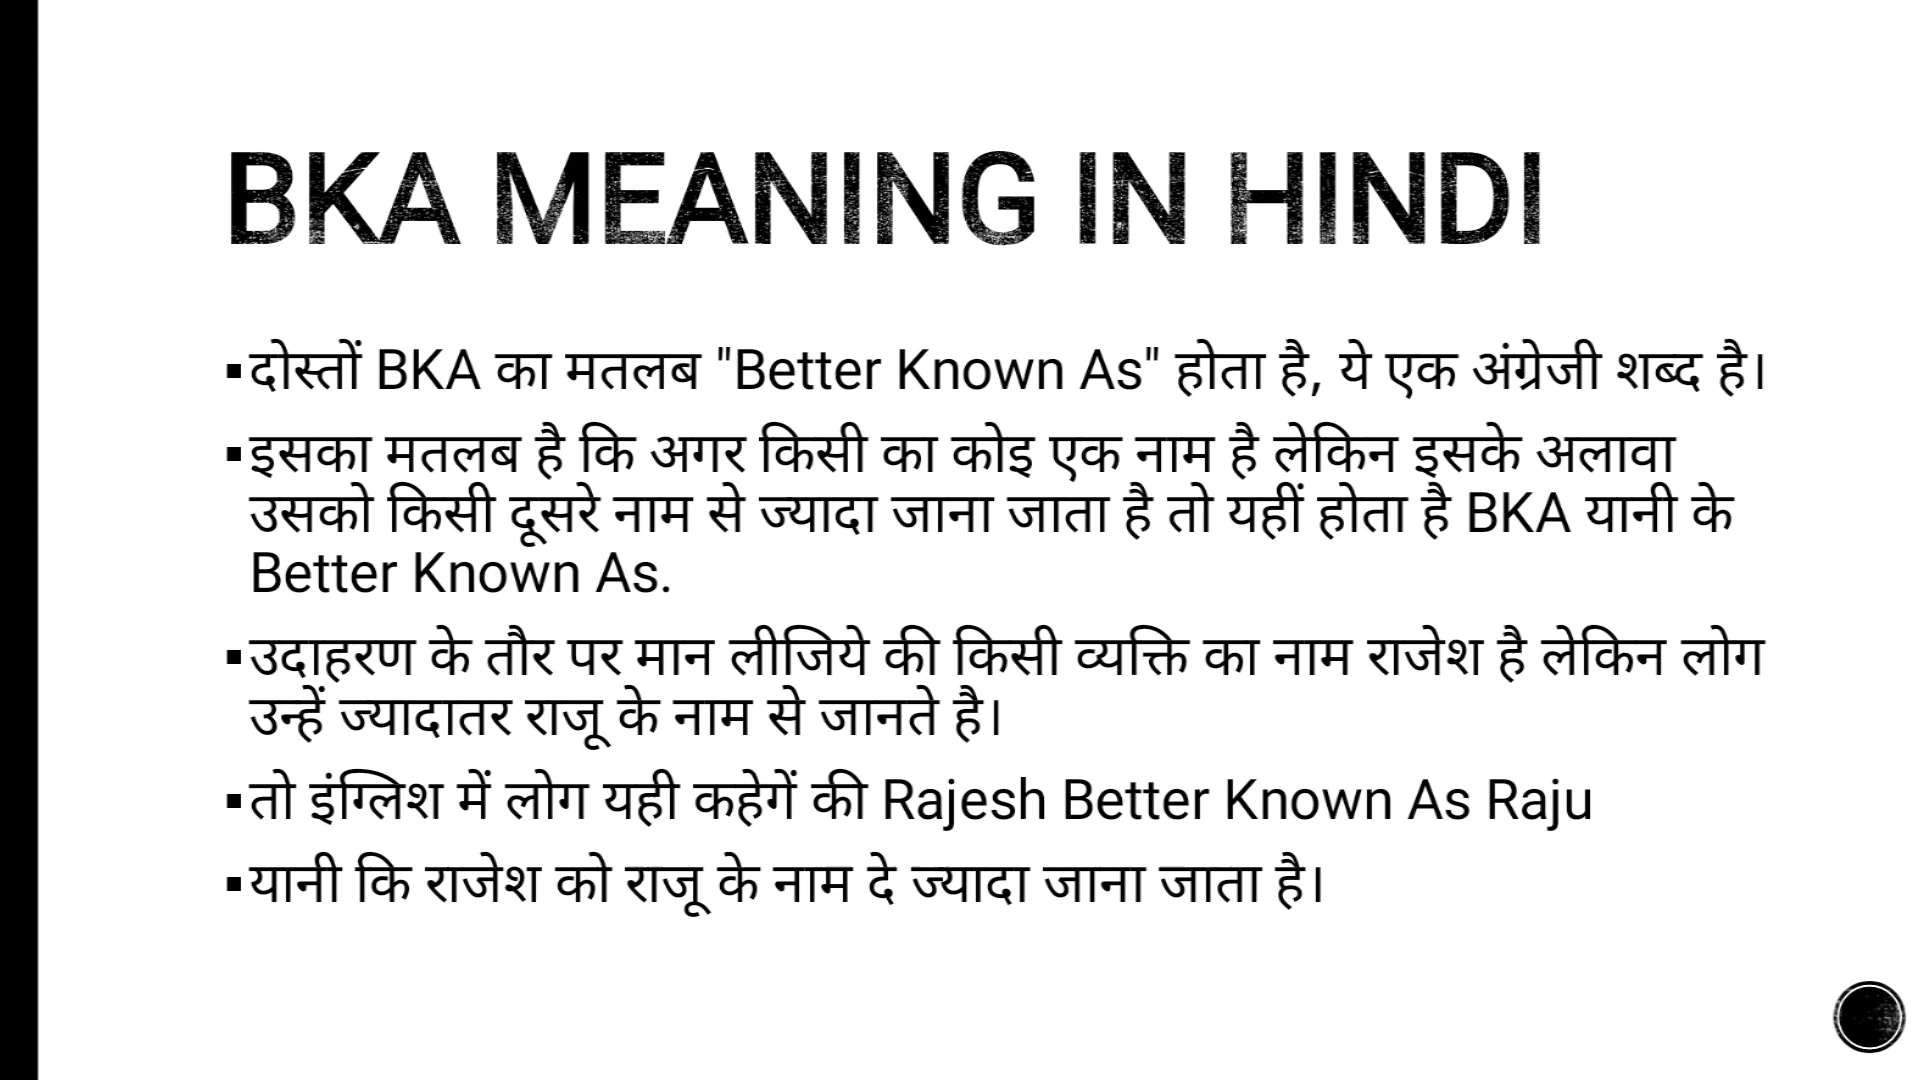 BKA MEANING IN HINDI
▪दोस्तों BKA का मतलब "Better Known As" होता है, ये एक अंग्रेजी शब्द है।
▪इसका मतलब है कि अगर किसी का कोइ एक नाम है लेकिन इसके अलावा
उसको किसी दूसरे नाम से ज्यादा जाना जाता है तो यहीं होता है BKA यानी के
Better Known As.
▪उदाहरण के तौर पर मान लीजिये की किसी व्यक्ति का नाम राजेश है लेकिन लोग
उन्हें ज्यादातर राजू के नाम से जानते है।
▪तो इंग्लिश में लोग यही कहेगें की Rajesh Better Known As Raju
▪यानी कि राजेश को राजू के नाम दे ज्यादा जाना जाता है।